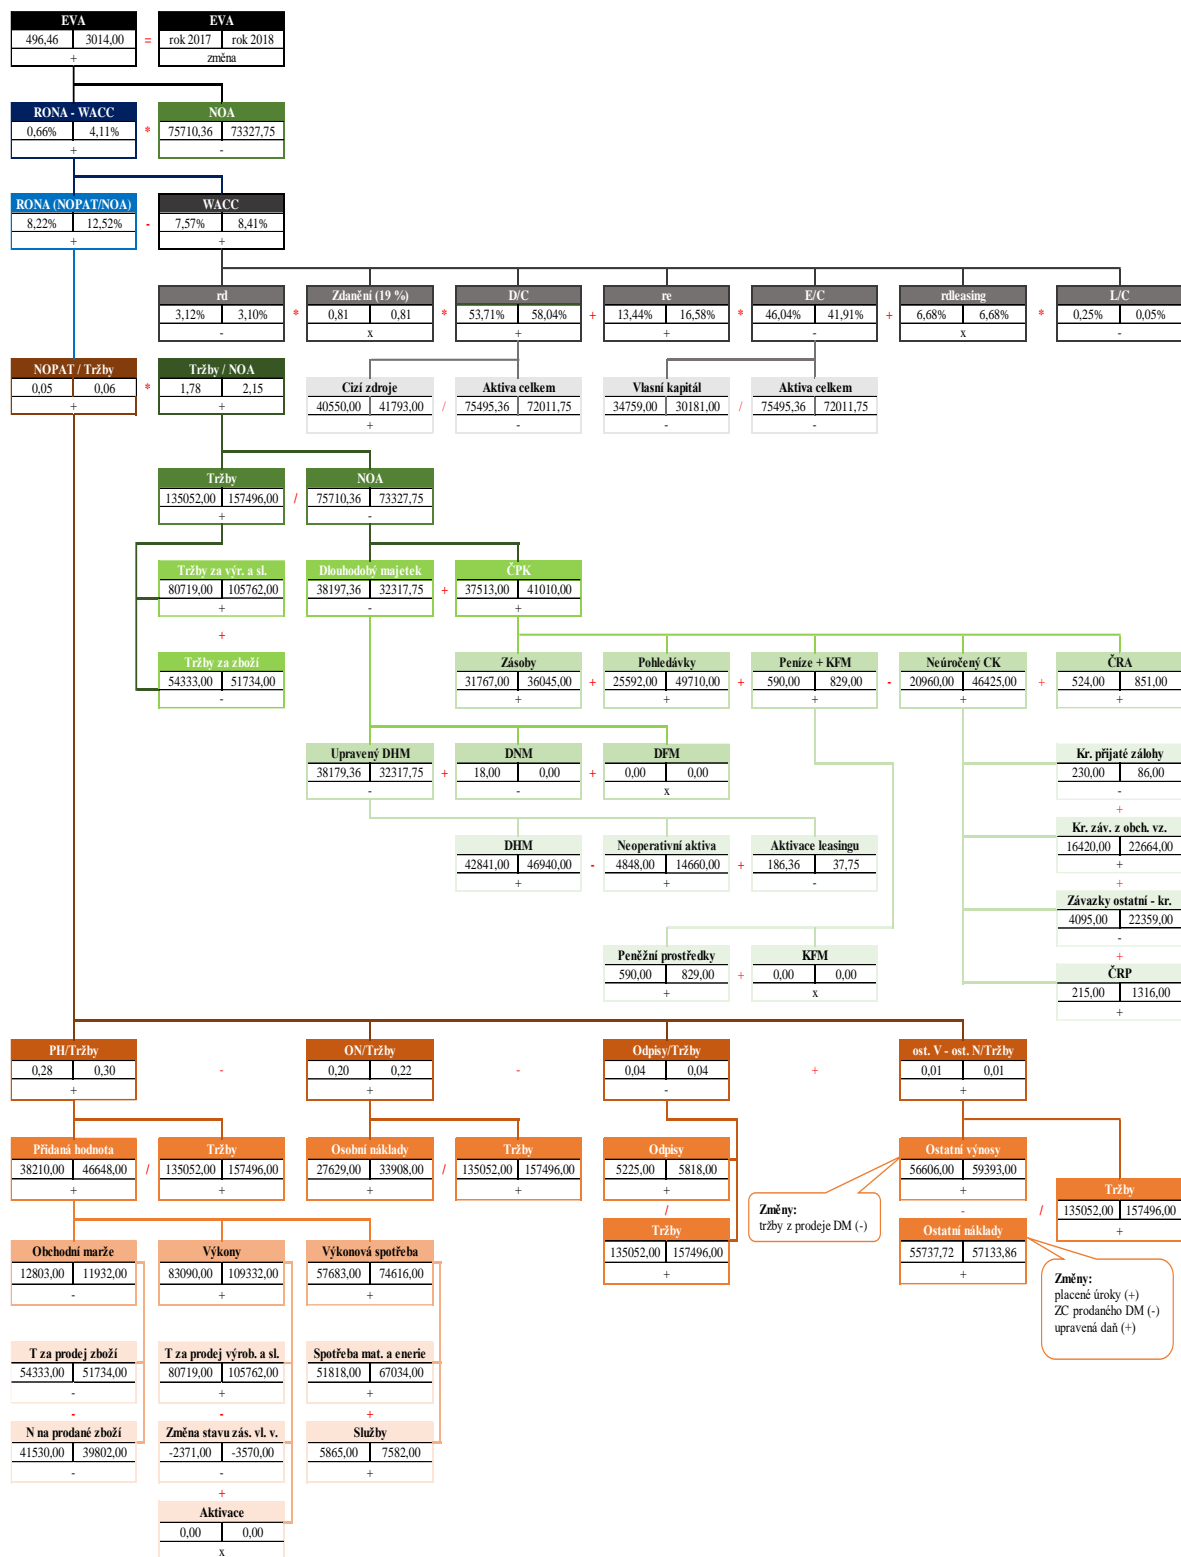 EVA EVA
496,46 3014,00 = rok 2017 rok 2018
+ změna
RONA - WACC NOA
0,66% 4,11% * 75710,36 73327,75
+ -
RONA (NOPAT/NOA) WACC
8,22% 12,52% - 7,57% 8,41%
+ +
rd Zdanění (19 %) D/C re E/C rdleasing L/C
3,12% 3,10% * 0,81 0,81 * 53,71% 58,04% + 13,44% 16,58% * 46,04% 41,91% + 6,68% 6,68% * 0,25% 0,05%
- x + + - x -
NOPAT / Tržby Tržby / NOA
0,05 0,06 * 1,78 2,15
+ +
Cizí zdroje Aktiva celkem Vlasní kapitál Aktiva celkem
40550,00 41793,00 / 75495,36 72011,75 34759,00 30181,00 / 75495,36 72011,75
+ - - -
Tržby NOA
135052,00 157496,00 / 75710,36 73327,75
+ -
Tržby za výr. a sl. Dlouhodobý majetek ČPK
80719,00 105762,00 38197,36 32317,75 + 37513,00 41010,00
+ - +
+
Tržby za zboží Zásoby Pohledávky Peníze + KFM Neúročený CK ČRA
54333,00 51734,00 31767,00 36045,00 + 25592,00 49710,00 + 590,00 829,00 - 20960,00 46425,00 + 524,00 851,00
- + + + + +
Upravený DHM DNM DFM Kr. přijaté zálohy
38179,36 32317,75 + 18,00 0,00 + 0,00 0,00 230,00 86,00
- - x -
+
DHM Neoperativní aktiva Aktivace leasingu Kr. záv. z obch. vz.
42841,00 46940,00 - 4848,00 14660,00 + 186,36 37,75 16420,00 22664,00
+ + - +
+
Závazky ostatní - kr.
4095,00 22359,00
-
+
Peněžní prostředky KFM ČRP
590,00 829,00 + 0,00 0,00 215,00 1316,00
+ x +
PH/Tržby ON/Tržby Odpisy/Tržby ost. V - ost. N/Tržby
0,28 0,30 - 0,20 0,22 - 0,04 0,04 + 0,01 0,01
+ + - +
Přidaná hodnota Tržby Osobní náklady Tržby Odpisy Ostatní výnosy
38210,00 46648,00 / 135052,00 157496,00 27629,00 33908,00 / 135052,00 157496,00 5225,00 5818,00 56606,00 59393,00
+ + + + + +
Tržby
135052,00 157496,00
+
/ - /
Změny:
tržby z prodeje DM (-)
Tržby Ostatní náklady
135052,00 157496,00 55737,72 57133,86
+ +
Změny:
placené úroky (+)
ZC prodaného DM (-)
upravená daň (+)
Obchodní marže Výkony Výkonová spotřeba
12803,00 11932,00 83090,00 109332,00 57683,00 74616,00
- + +
T za prodej zboží T za prodej výrob. a sl. Spotřeba mat. a enerie
54333,00 51734,00 80719,00 105762,00 51818,00 67034,00
- + +
- - +
N na prodané zboží Změna stavu zás. vl. v. Služby
41530,00 39802,00 -2371,00 -3570,00 5865,00 7582,00
- - +
+
Aktivace
0,00 0,00
x